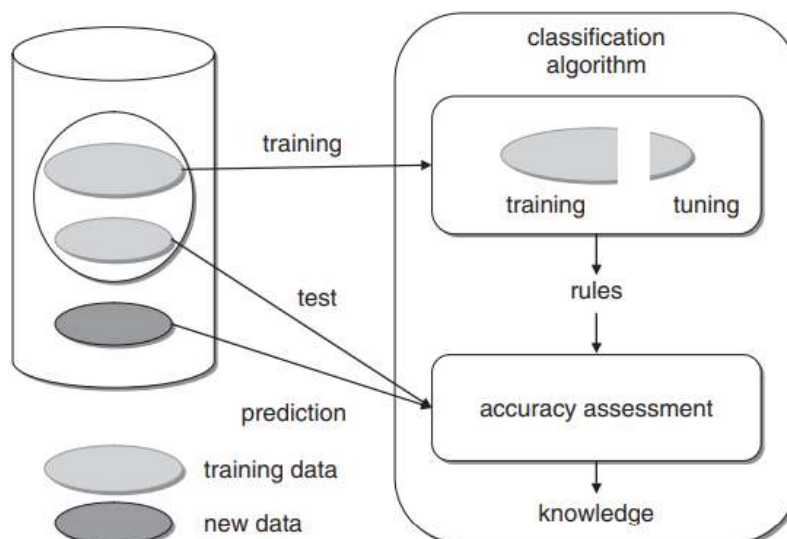 classification
algorithm
training
training
tuning
test
rules
prediction
accuracy assessment
training data
knowledge
new data